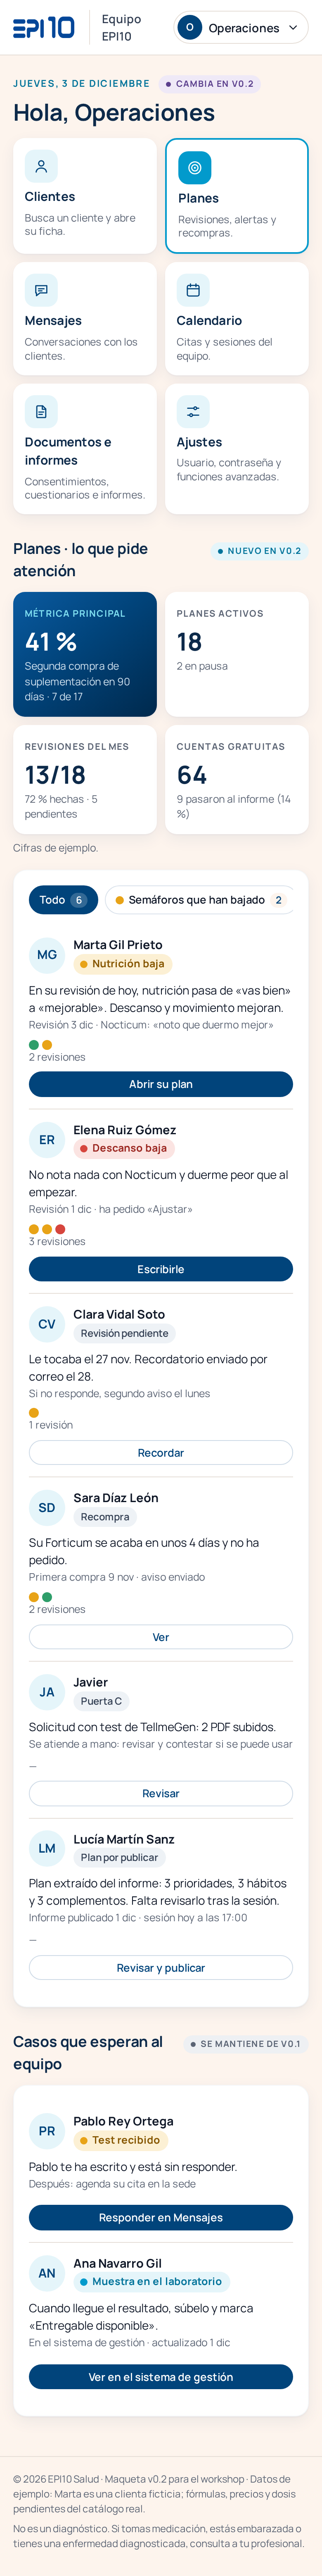 EPI10
Equipo
EPI10
O
Operaciones
JUEVES, 3 DE DICIEMBRE
CAMBIA EN V0.2
Hola, Operaciones
Clientes
Busca un cliente y abre
su ficha.
Planes
Revisiones, alertas y
recompras.
Mensajes
Conversaciones con los
clientes.
Calendario
Citas y sesiones del
equipo.
Documentos e
informes
Consentimientos,
cuestionarios e informes.
Ajustes
Usuario, contraseña y
funciones avanzadas.
Planes · lo que pide
atención
NUEVO EN V0.2
MÉTRICA PRINCIPAL
41 %
Segunda compra de
suplementación en 90
días · 7 de 17
PLANES ACTIVOS
18
2 en pausa
REVISIONES DEL MES
13/18
72 % hechas · 5
pendientes
CUENTAS GRATUITAS
64
9 pasaron al informe (14
%)
Cifras de ejemplo.
Todo 6
Semáforos que han bajado 2
MG
Marta Gil Prieto
Nutrición baja
En su revisión de hoy, nutrición pasa de «vas bien»
a «mejorable». Descanso y movimiento mejoran.
Revisión 3 dic · Nocticum: «noto que duermo mejor»
2 revisiones
Abrir su plan
ER
Elena Ruiz Gómez
Descanso baja
No nota nada con Nocticum y duerme peor que al
empezar.
Revisión 1 dic · ha pedido «Ajustar»
3 revisiones
Escribirle
CV
Clara Vidal Soto
Revisión pendiente
Le tocaba el 27 nov. Recordatorio enviado por
correo el 28.
Si no responde, segundo aviso el lunes
1 revisión
Recordar
SD
Sara Díaz León
Recompra
Su Forticum se acaba en unos 4 días y no ha
pedido.
Primera compra 9 nov · aviso enviado
2 revisiones
Ver
JA
Javier
Puerta C
Solicitud con test de TellmeGen: 2 PDF subidos.
Se atiende a mano: revisar y contestar si se puede usar
—
Revisar
LM
Lucía Martín Sanz
Plan por publicar
Plan extraído del informe: 3 prioridades, 3 hábitos
y 3 complementos. Falta revisarlo tras la sesión.
Informe publicado 1 dic · sesión hoy a las 17:00
—
Revisar y publicar
Casos que esperan al
equipo
SE MANTIENE DE V0.1
PR
Pablo Rey Ortega
Test recibido
Pablo te ha escrito y está sin responder.
Después: agenda su cita en la sede
Responder en Mensajes
AN
Ana Navarro Gil
Muestra en el laboratorio
Cuando llegue el resultado, súbelo y marca
«Entregable disponible».
En el sistema de gestión · actualizado 1 dic
Ver en el sistema de gestión
© 2026 EPI10 Salud · Maqueta v0.2 para el workshop · Datos de
ejemplo: Marta es una clienta ficticia; fórmulas, precios y dosis
pendientes del catálogo real.
No es un diagnóstico. Si tomas medicación, estás embarazada o
tienes una enfermedad diagnosticada, consulta a tu profesional.